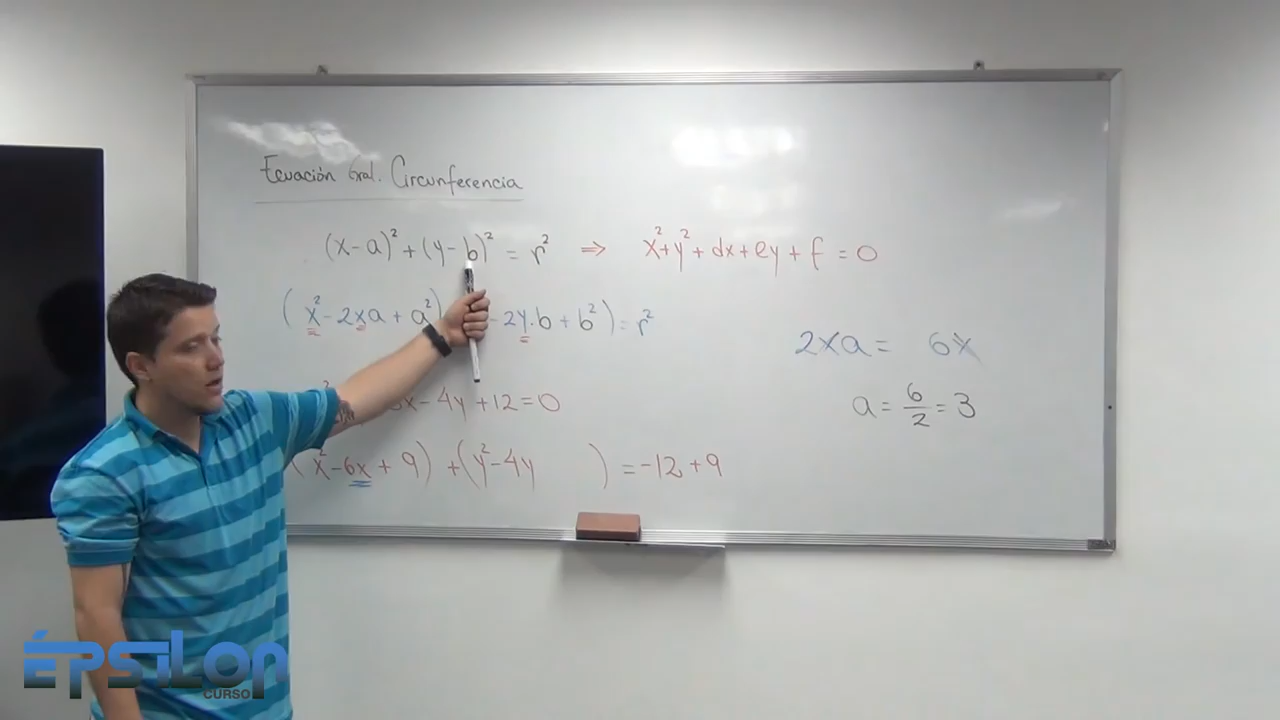 Ecuación Gral. Circunferencia
(x-a)² + (y-b)² = r² ⇒ x²+y²+dx+ey+f=0
(x²-2xa+a²) -2y.b+b²)=r²
2xa= 6x
x-4y+12=0
a=6/2=3
(x²-6x+9)+(y²-4y )=-12+9
ÉPSILON
CURSO